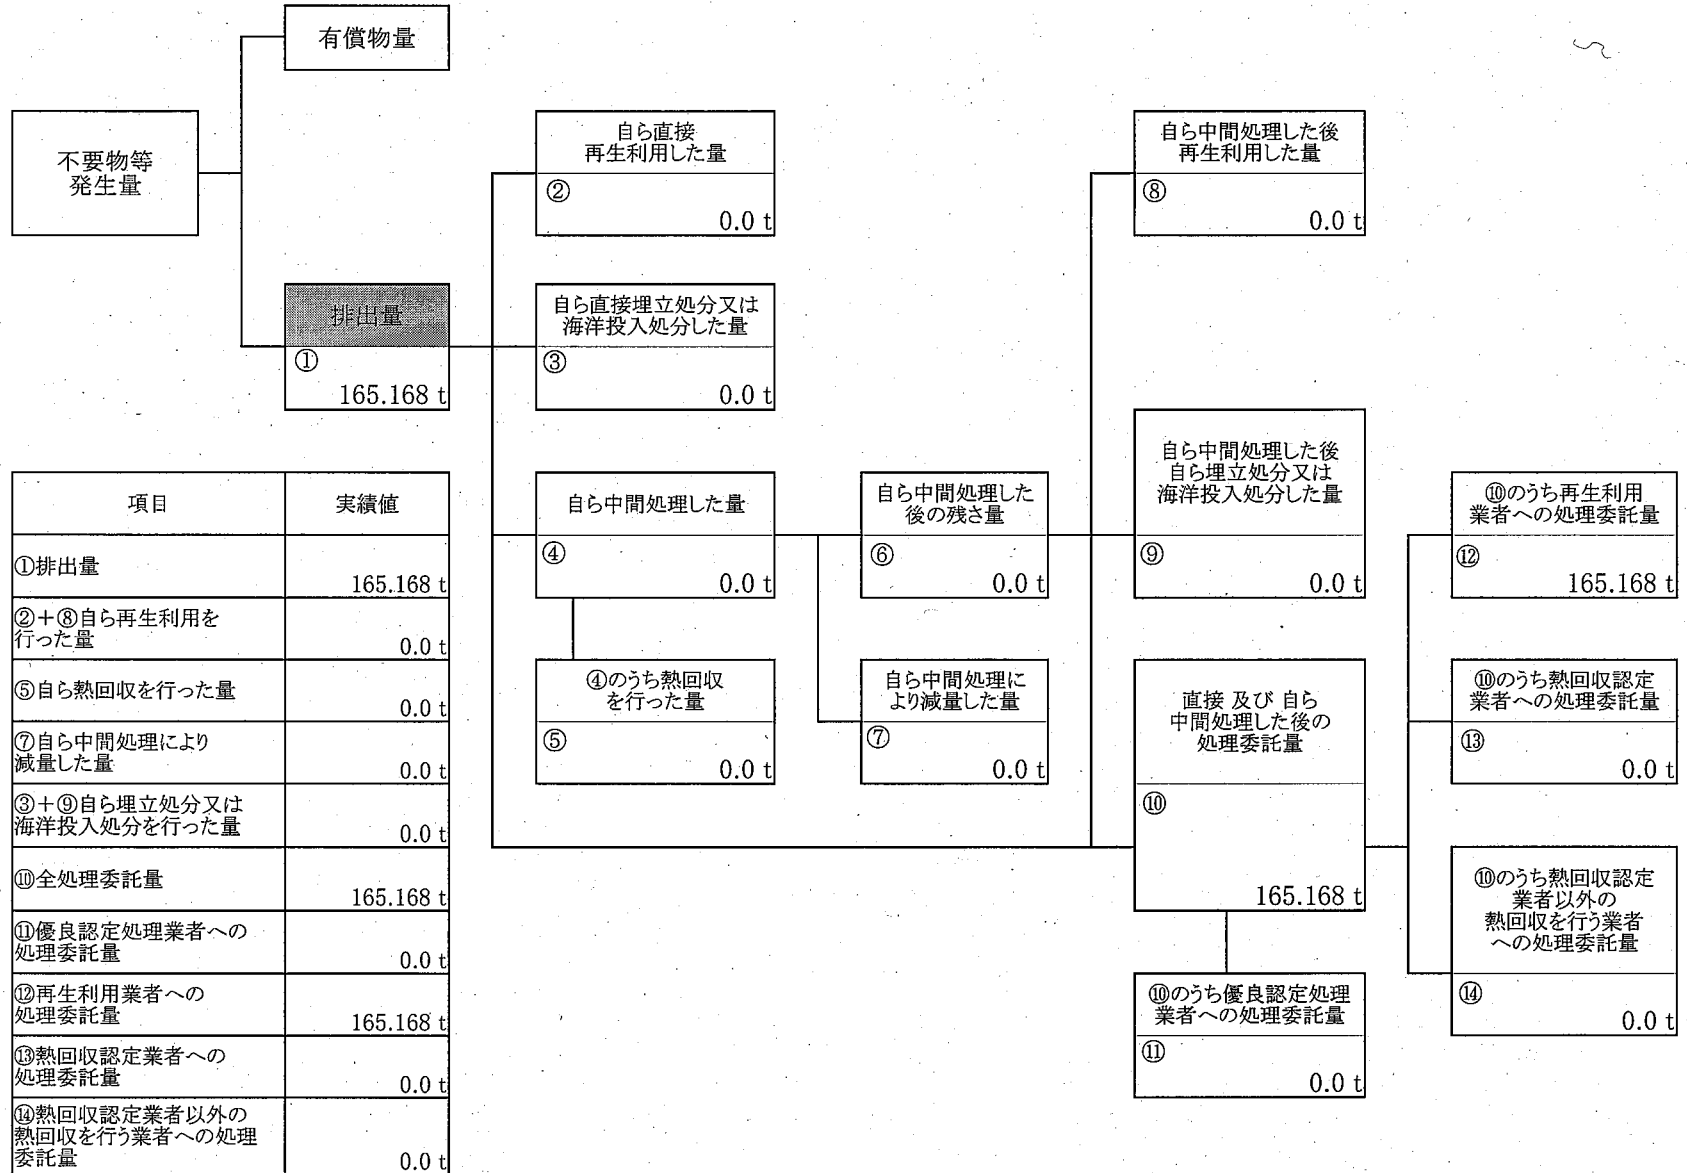 有償物量
不要物等
発生量
自ら直接
再生利用した量
②
0.0 t
自ら中間処理した後
再生利用した量
⑧
0.0 t
排出量
①
165.168 t
自ら直接埋立処分又は
海洋投入処分した量
③
0.0 t
自ら中間処理した量
④
0.0 t
自ら中間処理した
後の残さ量
⑥
0.0 t
自ら中間処理した後
自ら埋立処分又は
海洋投入処分した量
⑨
0.0 t
⑩のうち再生利用
業者への処理委託量
⑫
165.168 t
④のうち熱回収
を行った量
⑤
0.0 t
自ら中間処理に
より減量した量
⑦
0.0 t
直接 及び 自ら
中間処理した後の
処理委託量
⑩
165.168 t
⑩のうち熱回収認定
業者への処理委託量
⑬
0.0 t
⑩のうち熱回収認定
業者以外の
熱回収を行う業者
への処理委託量
⑭
0.0 t
⑩のうち優良認定処理
業者への処理委託量
⑪
0.0 t
項目 実績値
①排出量
165.168 t
②+⑧自ら再生利用を
行った量
0.0 t
⑤自ら熱回収を行った量
0.0 t
⑦自ら中間処理により
減量した量
0.0 t
③+⑨自ら埋立処分又は
海洋投入処分を行った量
0.0 t
⑩全処理委託量
165.168 t
⑪優良認定処理業者への
処理委託量
0.0 t
⑫再生利用業者への
処理委託量
165.168 t
⑬熱回収認定業者への
処理委託量
0.0 t
⑭熱回収認定業者以外の
熱回収を行う業者への処理
委託量
0.0 t